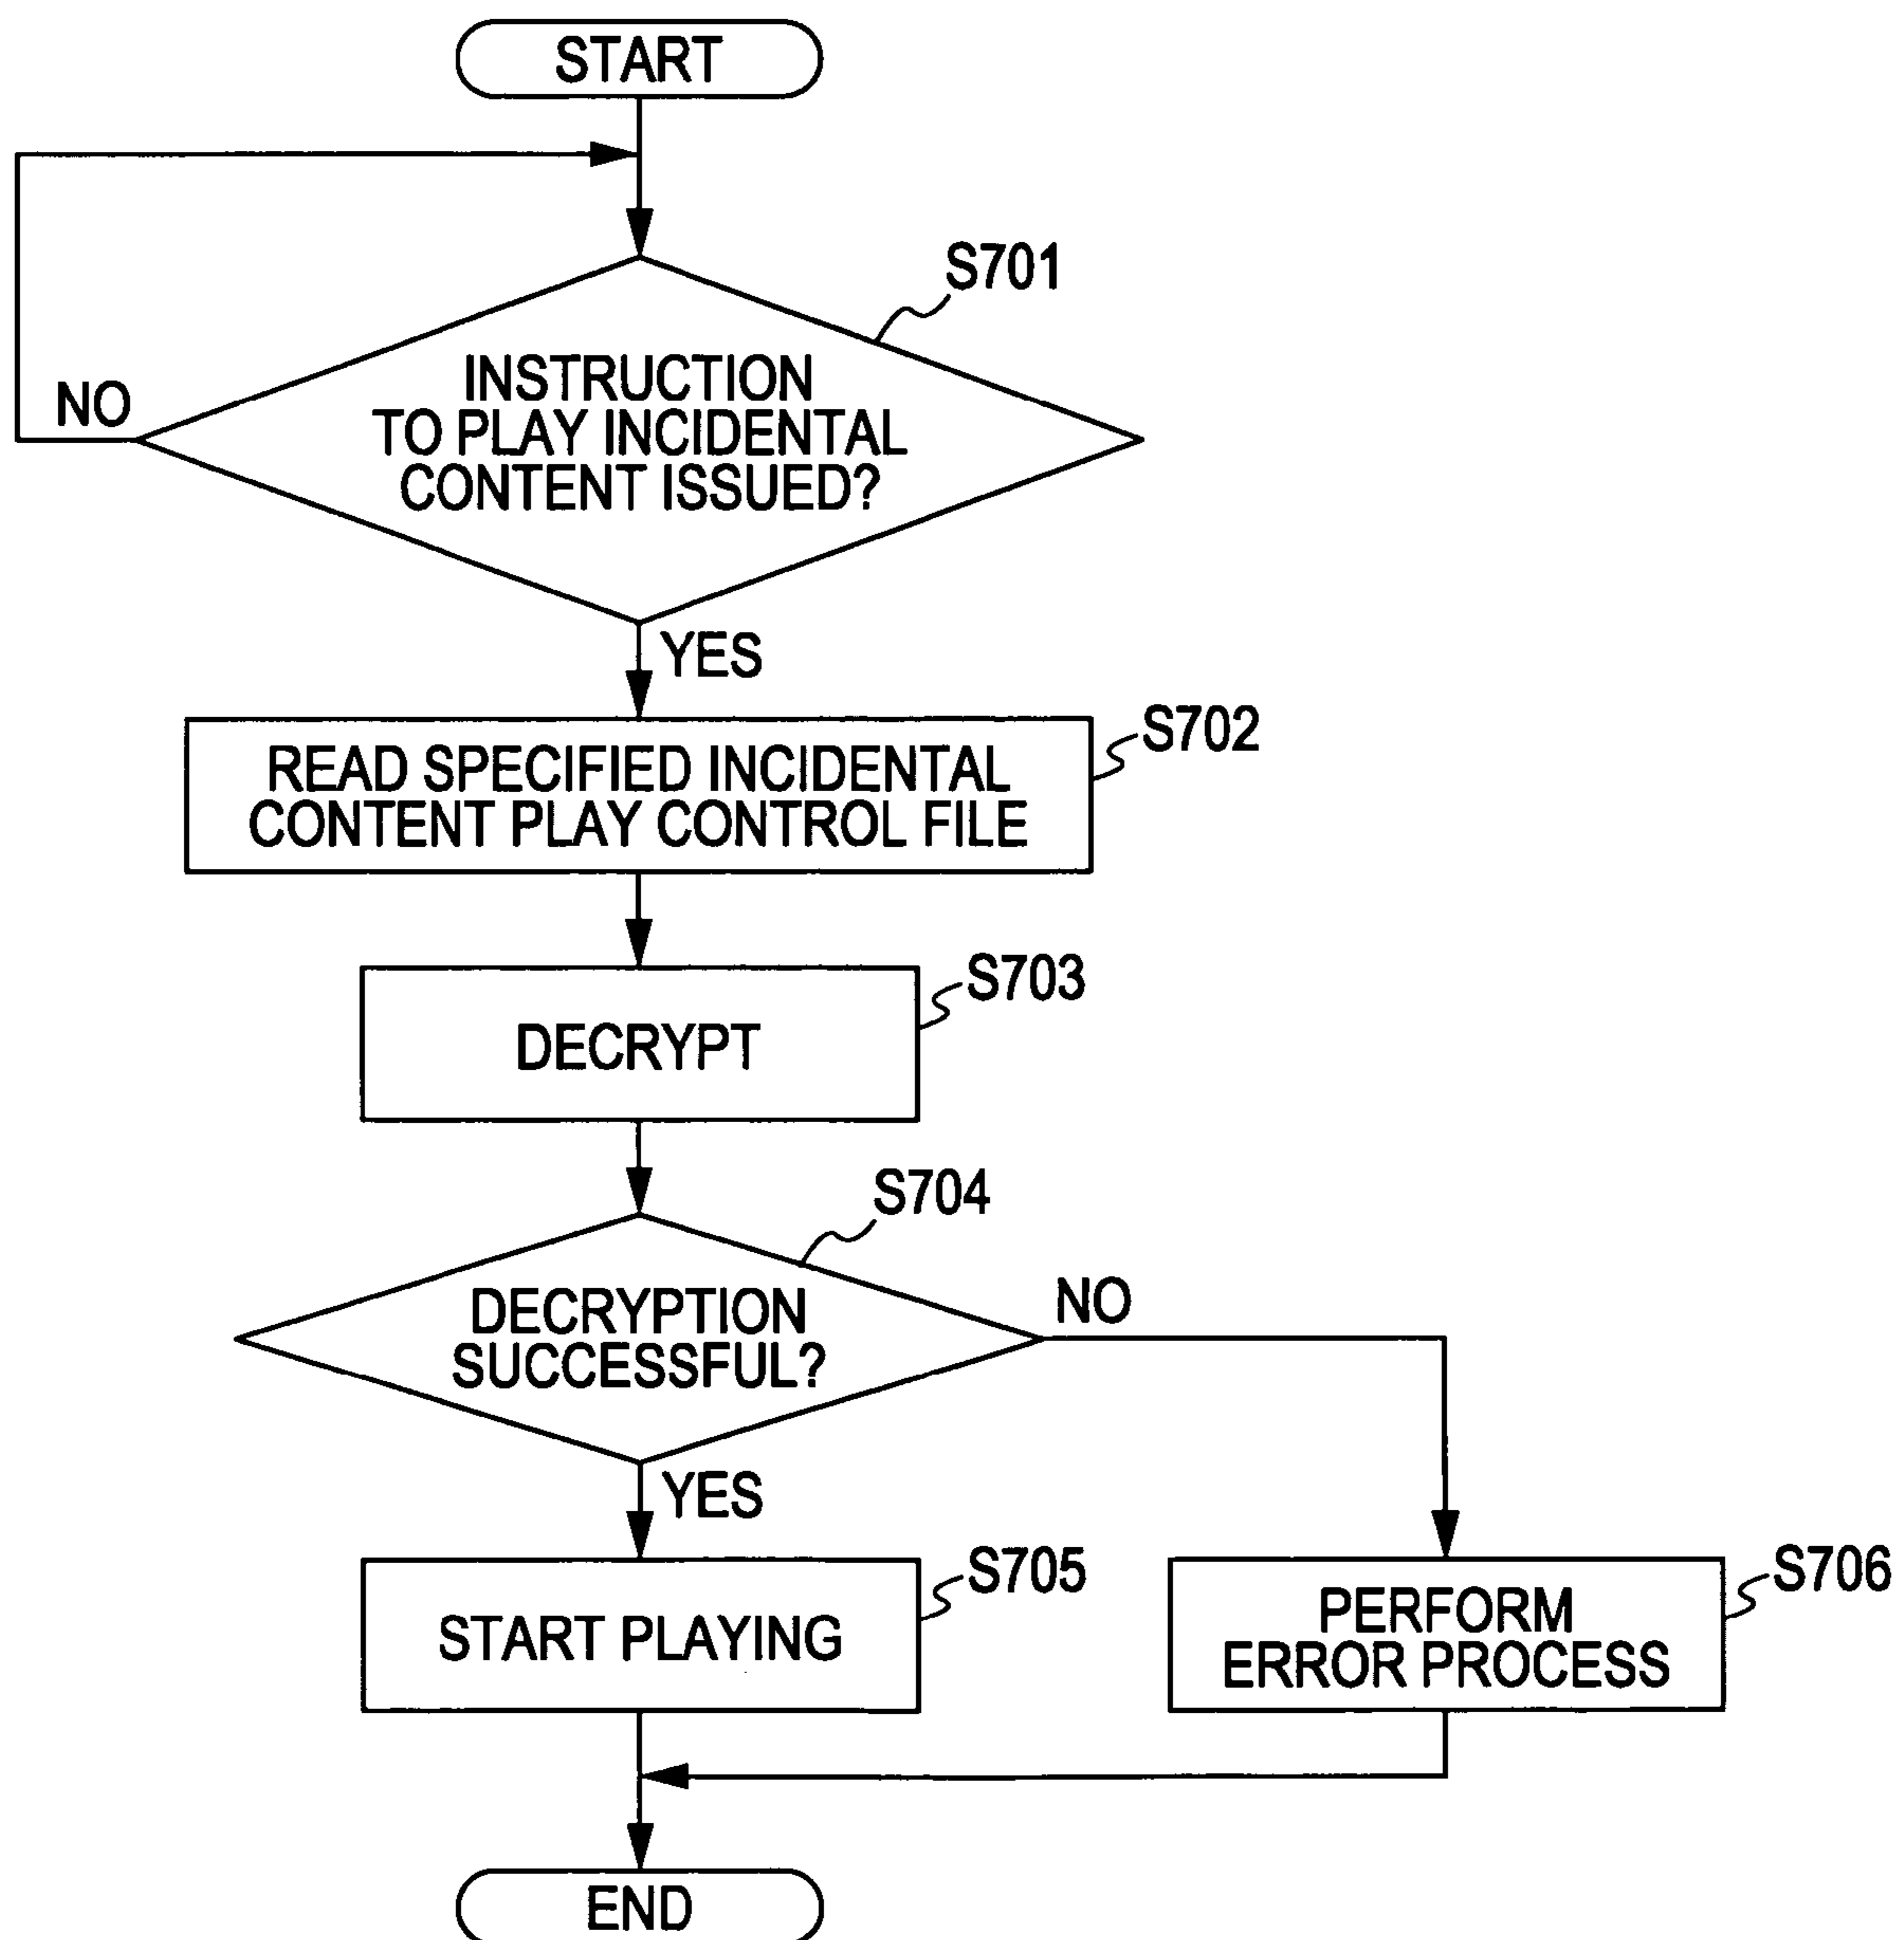 START
S701
INSTRUCTION
TO PLAY INCIDENTAL
CONTENT ISSUED?
NO
YES
S702
READ SPECIFIED INCIDENTAL
CONTENT PLAY CONTROL FILE
S703
DECRYPT
S704
DECRYPTION
SUCCESSFUL?
NO
YES
S705
START PLAYING
S706
PERFORM
ERROR PROCESS
END